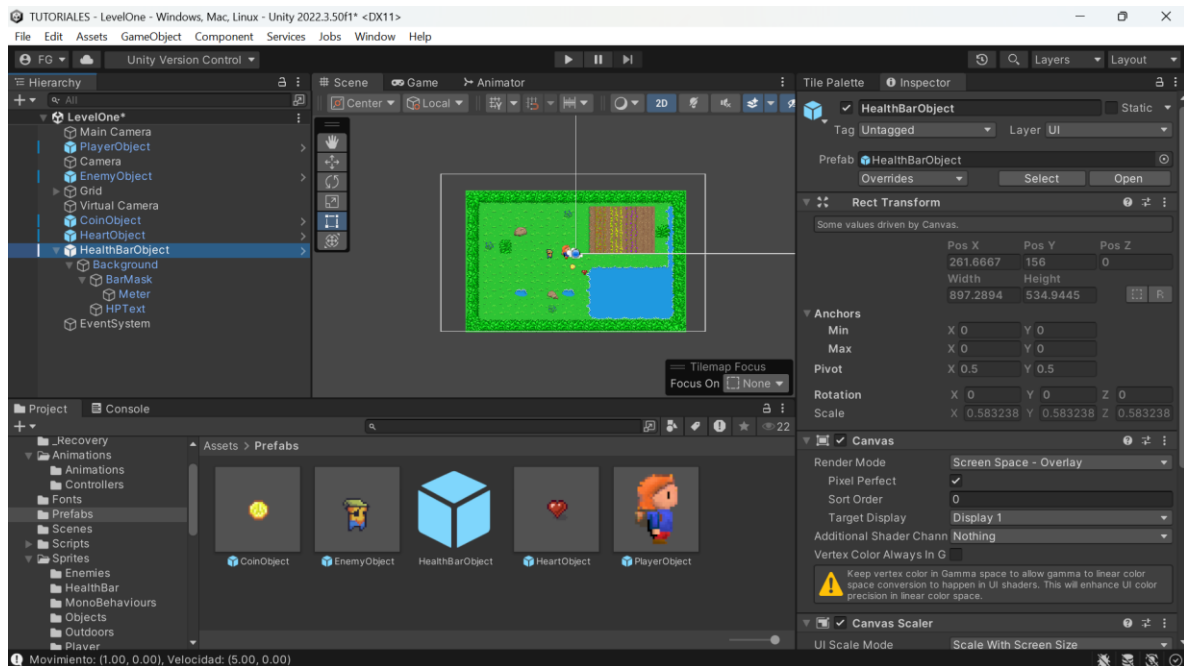 TUTORIALES - LevelOne - Windows, Mac, Linux - Unity 2022.3.50f1* <DX11>
File Edit Assets GameObject Component Services Jobs Window Help
FG Unity Version Control Layers Layout
Hierarchy
All
LevelOne*
Main Camera
PlayerObject
Camera
EnemyObject
Grid
Virtual Camera
CoinObject
HeartObject
HealthBarObject
Background
BarMask
Meter
HPText
EventSystem
Scene Game Animator
Center Local 2D
Tilemap Focus
Focus On None
Tile Palette Inspector
HealthBarObject Static
Tag Untagged Layer UI
Prefab HealthBarObject
Overrides Select Open
Rect Transform
Some values driven by Canvas.
Pos X Pos Y Pos Z
261.6667 156 0
Width Height
897.2894 534.9445
R
Anchors
Min X 0 Y 0
Max X 0 Y 0
Pivot X 0.5 Y 0.5
Rotation X 0 Y 0 Z 0
Scale X 0.583238 Y 0.583238 Z 0.583238
Canvas
Render Mode Screen Space - Overlay
Pixel Perfect
Sort Order 0
Target Display Display 1
Additional Shader Chann Nothing
Vertex Color Always In G
Keep vertex color in Gamma space to allow gamma to linear color
space conversion to happen in UI shaders. This will enhance UI color
precision in linear color space.
Canvas Scaler
UI Scale Mode Scale With Screen Size
Project Console
22
_Recovery
Animations
Animations
Controllers
Fonts
Prefabs
Scenes
Scripts
Sprites
Enemies
HealthBar
MonoBehaviours
Objects
Outdoors
Player
Assets > Prefabs
CoinObject EnemyObject HealthBarObject HeartObject PlayerObject
Movimiento: (1.00, 0.00), Velocidad: (5.00, 0.00)